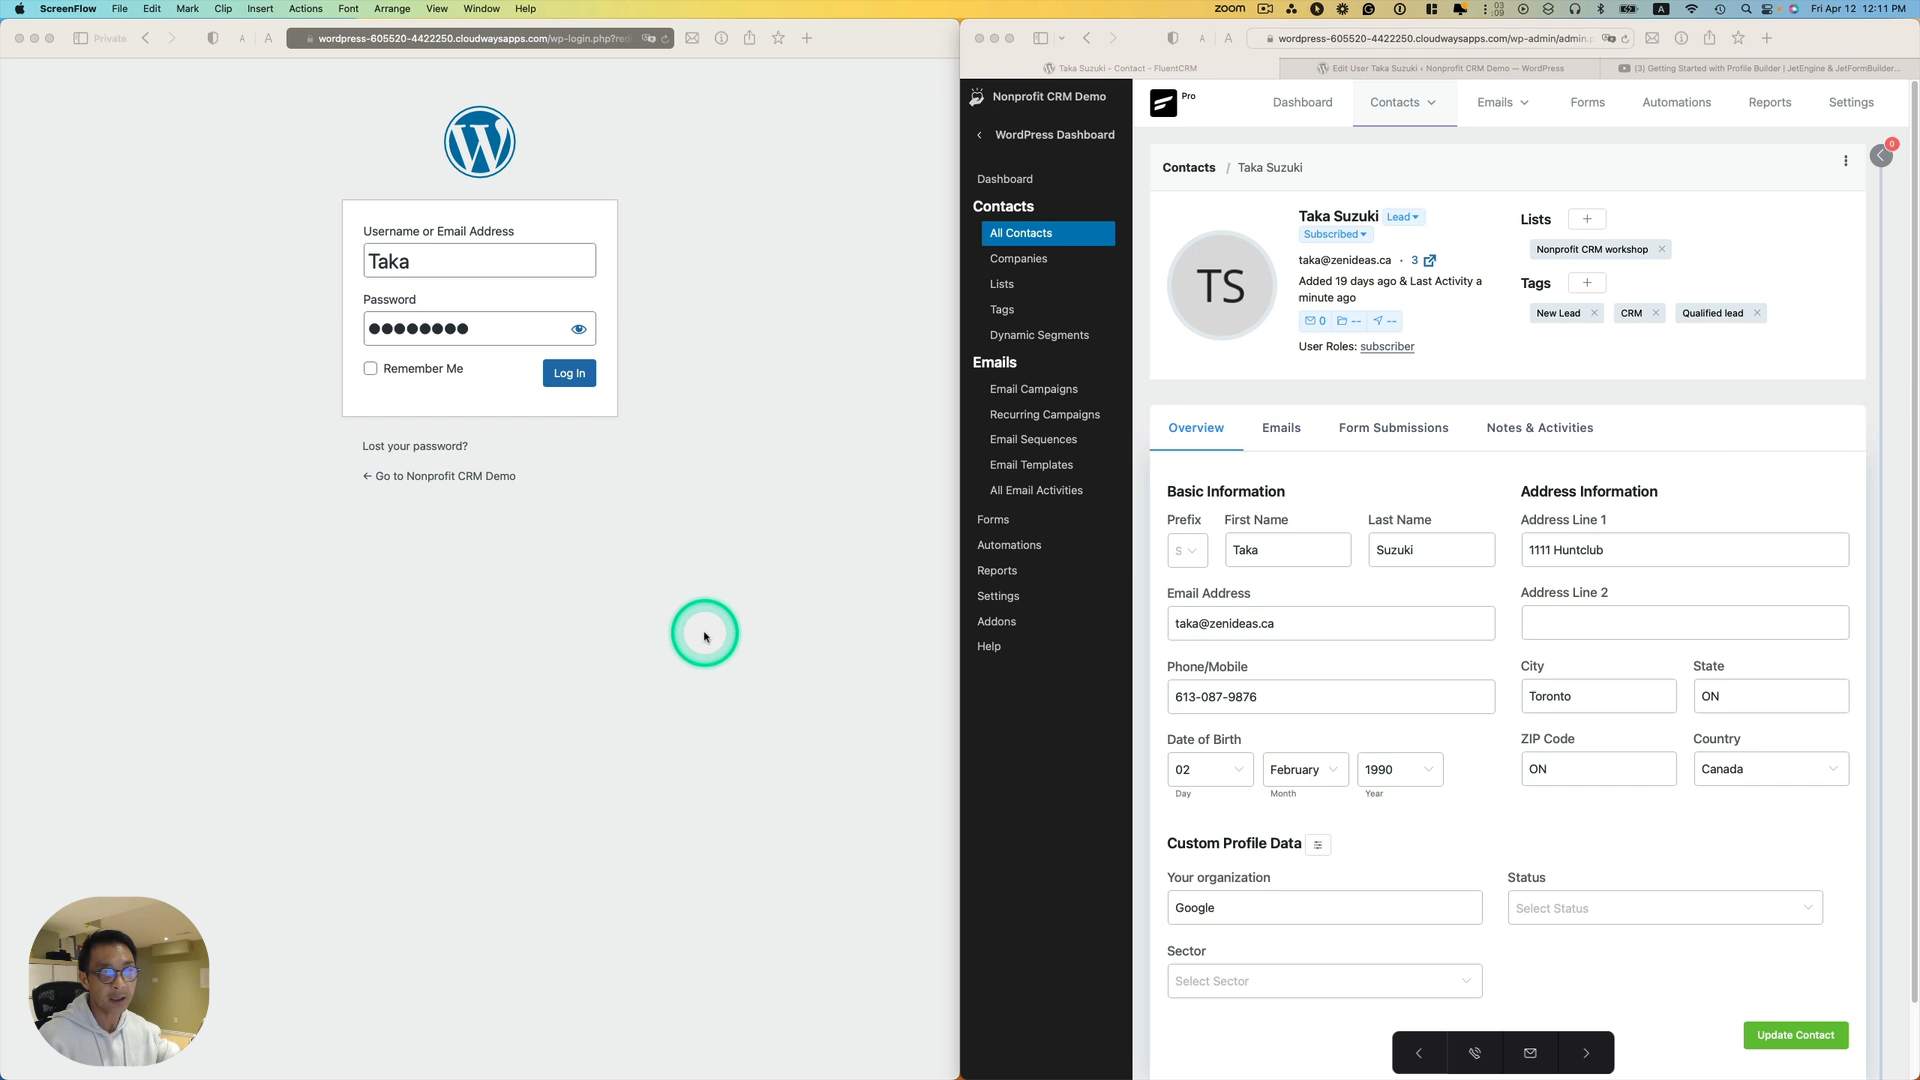 ScreenFlow File Edit Mark Clip Insert Actions Font Arrange View Window Help zoom 03 09 A Fri Apr 12 12:11 PM
Private A A wordpress-605520-4422250.cloudwaysapps.com/wp-login.php?red
A A wordpress-605520-4422250.cloudwaysapps.com/wp-admin/admin.
Taka Suzuki - Contact - FluentCRM
Edit User Taka Suzuki ‹ Nonprofit CRM Demo — WordPress
(3) Getting Started with Profile Builder | JetEngine & JetFormBuilder...
Username or Email Address
Taka
Password
Remember Me
Log In
Lost your password?
← Go to Nonprofit CRM Demo
Nonprofit CRM Demo
WordPress Dashboard
Dashboard
Contacts
All Contacts
Companies
Lists
Tags
Dynamic Segments
Emails
Email Campaigns
Recurring Campaigns
Email Sequences
Email Templates
All Email Activities
Forms
Automations
Reports
Settings
Addons
Help
Pro
Dashboard Contacts Emails Forms Automations Reports Settings
0
Contacts / Taka Suzuki
TS
Taka Suzuki Lead
Subscribed
taka@zenideas.ca · 3
Added 19 days ago & Last Activity a
minute ago
0 -- --
User Roles: subscriber
Lists +
Nonprofit CRM workshop ×
Tags +
New Lead × CRM × Qualified lead ×
Overview Emails Form Submissions Notes & Activities
Basic Information
Prefix First Name Last Name
S Taka Suzuki
Email Address
taka@zenideas.ca
Phone/Mobile
613-087-9876
Date of Birth
02 February 1990
Day Month Year
Address Information
Address Line 1
1111 Huntclub
Address Line 2
City State
Toronto ON
ZIP Code Country
ON Canada
Custom Profile Data
Your organization Status
Google Select Status
Sector
Select Sector
Update Contact